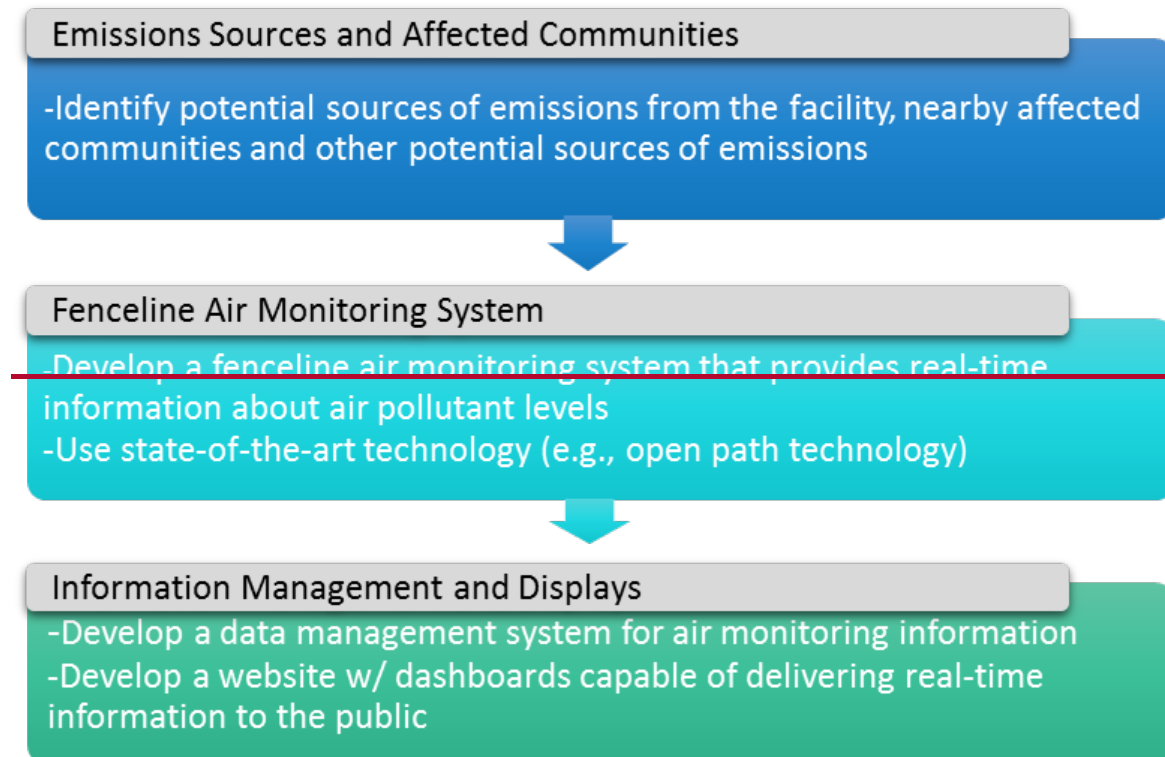 Emissions Sources and Affected Communities
-Identify potential sources of emissions from the facility, nearby affected
communities and other potential sources of emissions
Fenceline Air Monitoring System
-Develop a fenceline air monitoring system that provides real-time
information about air pollutant levels
-Use state-of-the-art technology (e.g., open path technology)
Information Management and Displays
-Develop a data management system for air monitoring information
-Develop a website w/ dashboards capable of delivering real-time
information to the public